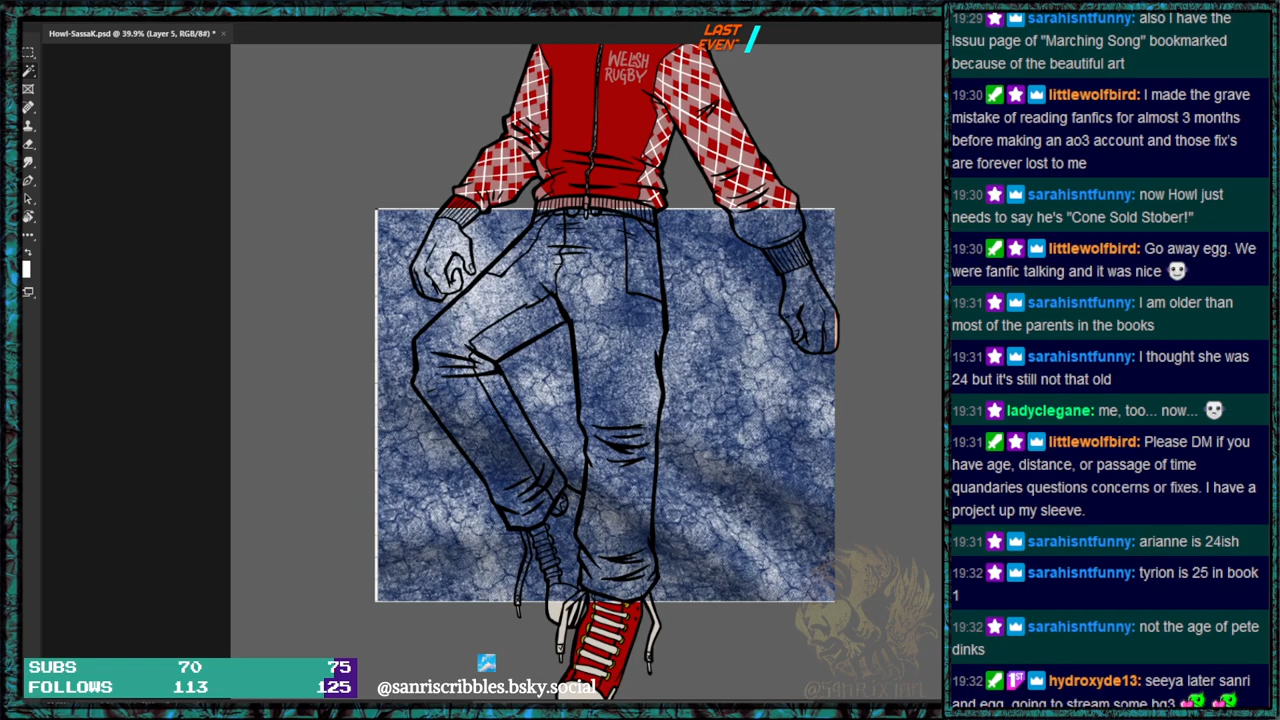 Howl-SassaK.psd @ 39.9% (Layer 5, RGB/8#) * ×
LAST
EVEN
WELSH
RUGBY
SUBS 70 75
FOLLOWS 113 125
@sanriscribbles.bsky.social
19:29 sarahisntfunny: also I have the
Issuu page of "Marching Song" bookmarked
because of the beautiful art
19:30 littlewolfbird: I made the grave
mistake of reading fanfics for almost 3 months
before making an ao3 account and those fix's
are forever lost to me
19:30 sarahisntfunny: now Howl just
needs to say he's "Cone Sold Stober!"
19:30 littlewolfbird: Go away egg. We
were fanfic talking and it was nice
19:31 sarahisntfunny: I am older than
most of the parents in the books
19:31 sarahisntfunny: I thought she was
24 but it's still not that old
19:31 ladyclegane: me, too... now...
19:31 littlewolfbird: Please DM if you
have age, distance, or passage of time
quandaries questions concerns or fixes. I have a
project up my sleeve.
19:31 sarahisntfunny: arianne is 24ish
19:32 sarahisntfunny: tyrion is 25 in book
1
19:32 sarahisntfunny: not the age of pete
dinks
19:32 1ST hydroxyde13: seeya later sanri
and egg, going to stream some bg3